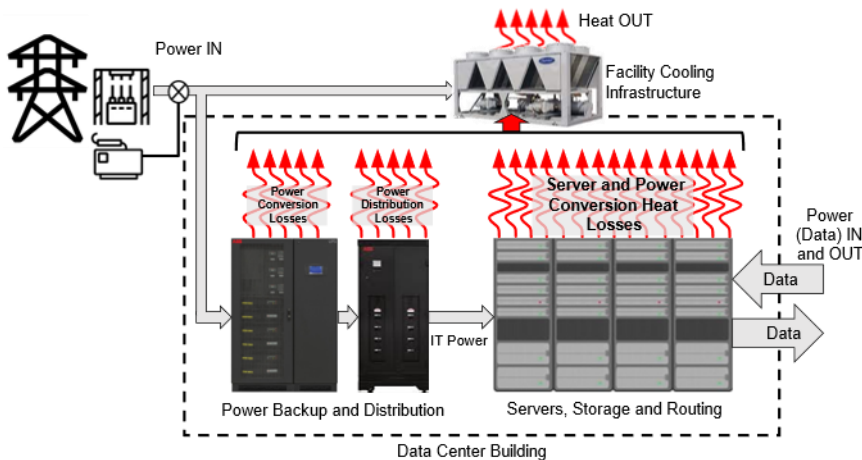 Power IN
Heat OUT
Facility Cooling
Infrastructure
Power
Conversion
Losses
Power
Distribution
Losses
Server and Power
Conversion Heat
Losses
Power
(Data) IN
and OUT
Data
Data
IT Power
Power Backup and Distribution
Servers, Storage and Routing
Data Center Building